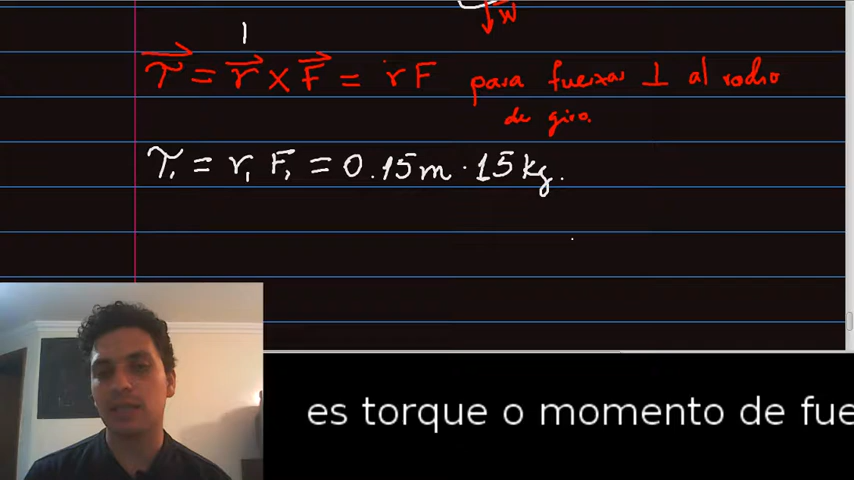 W
1
τ = r × F = r F para fuerzas ⊥ al radio
de giro.
τ₁ = r₁ F₁ = 0.15m · 15kg.
es torque o momento de fue